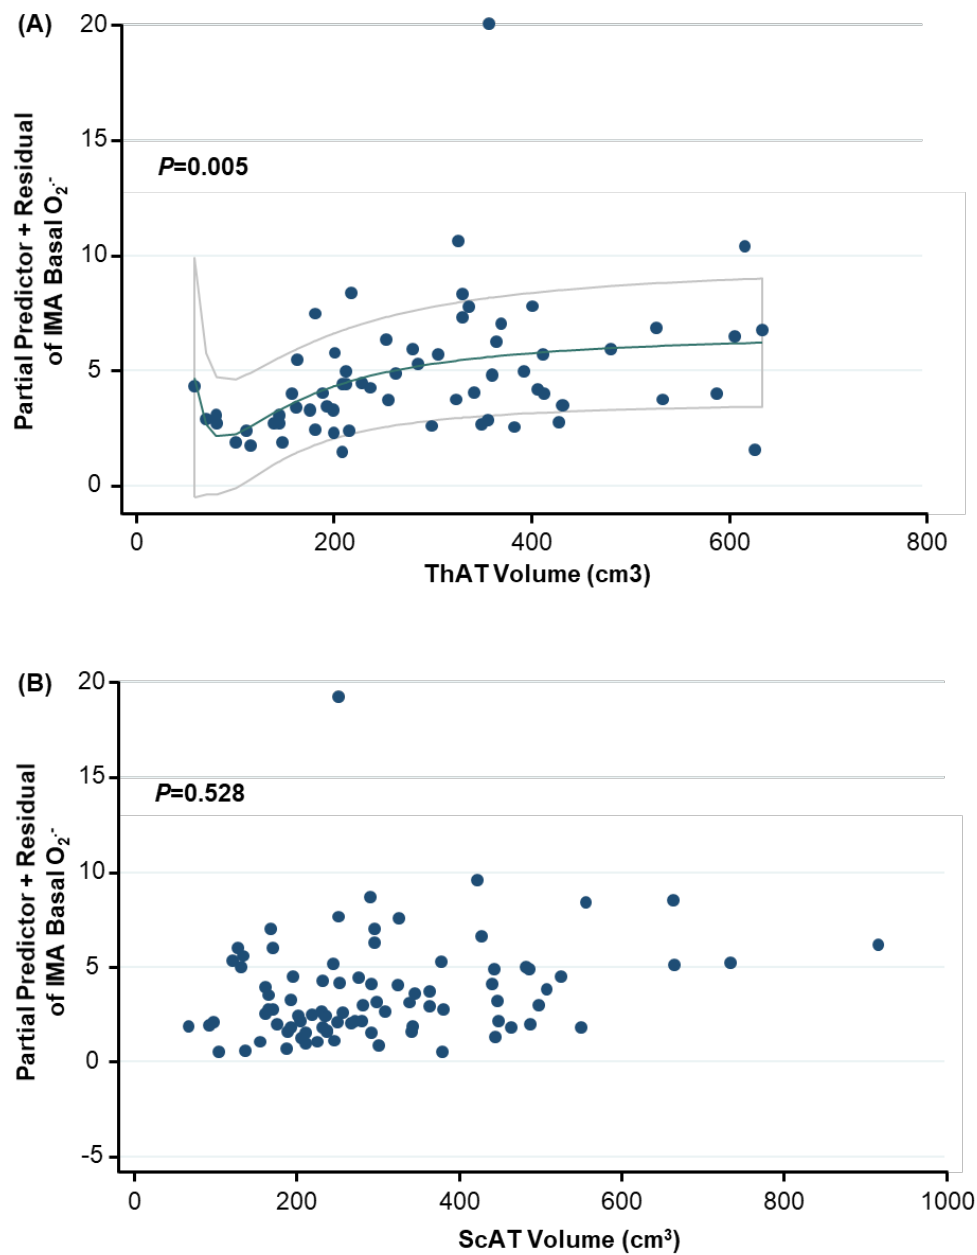 (A)
20
15
10
5
0
Partial Predictor + Residual
of IMA Basal O₂·-
P=0.005
0 200 400 600 800
ThAT Volume (cm3)
(B)
20
15
10
5
0
-5
Partial Predictor + Residual
of IMA Basal O₂·-
P=0.528
0 200 400 600 800 1000
ScAT Volume (cm³)